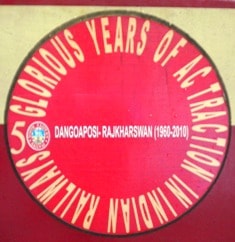 50 GLORIOUS YEARS OF AC TRACTION IN INDIAN RAILWAYS
DANGOAPOSI- RAJKHARSWAN (1960-2010)